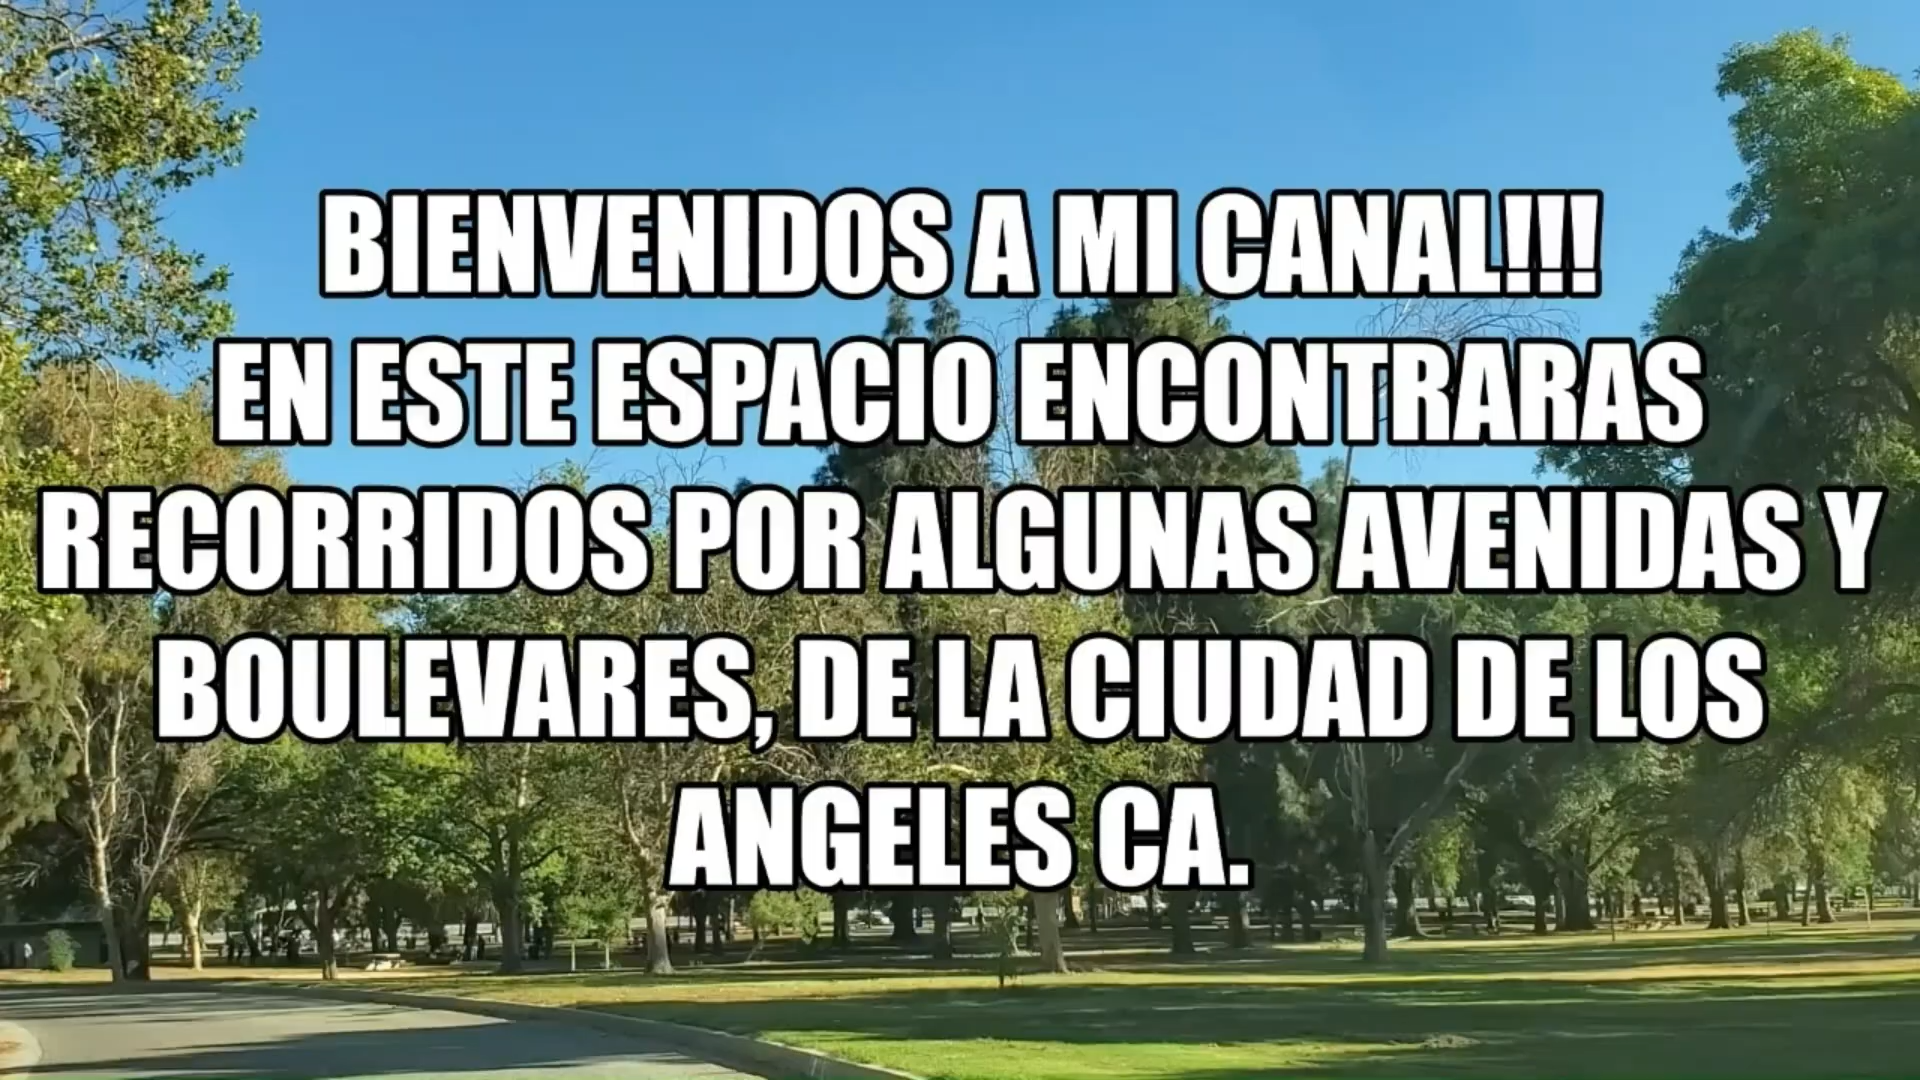 BIENVENIDOS A MI CANAL!!!
EN ESTE ESPACIO ENCONTRARAS
RECORRIDOS POR ALGUNAS AVENIDAS Y
BOULEVARES, DE LA CIUDAD DE LOS
ANGELES CA.